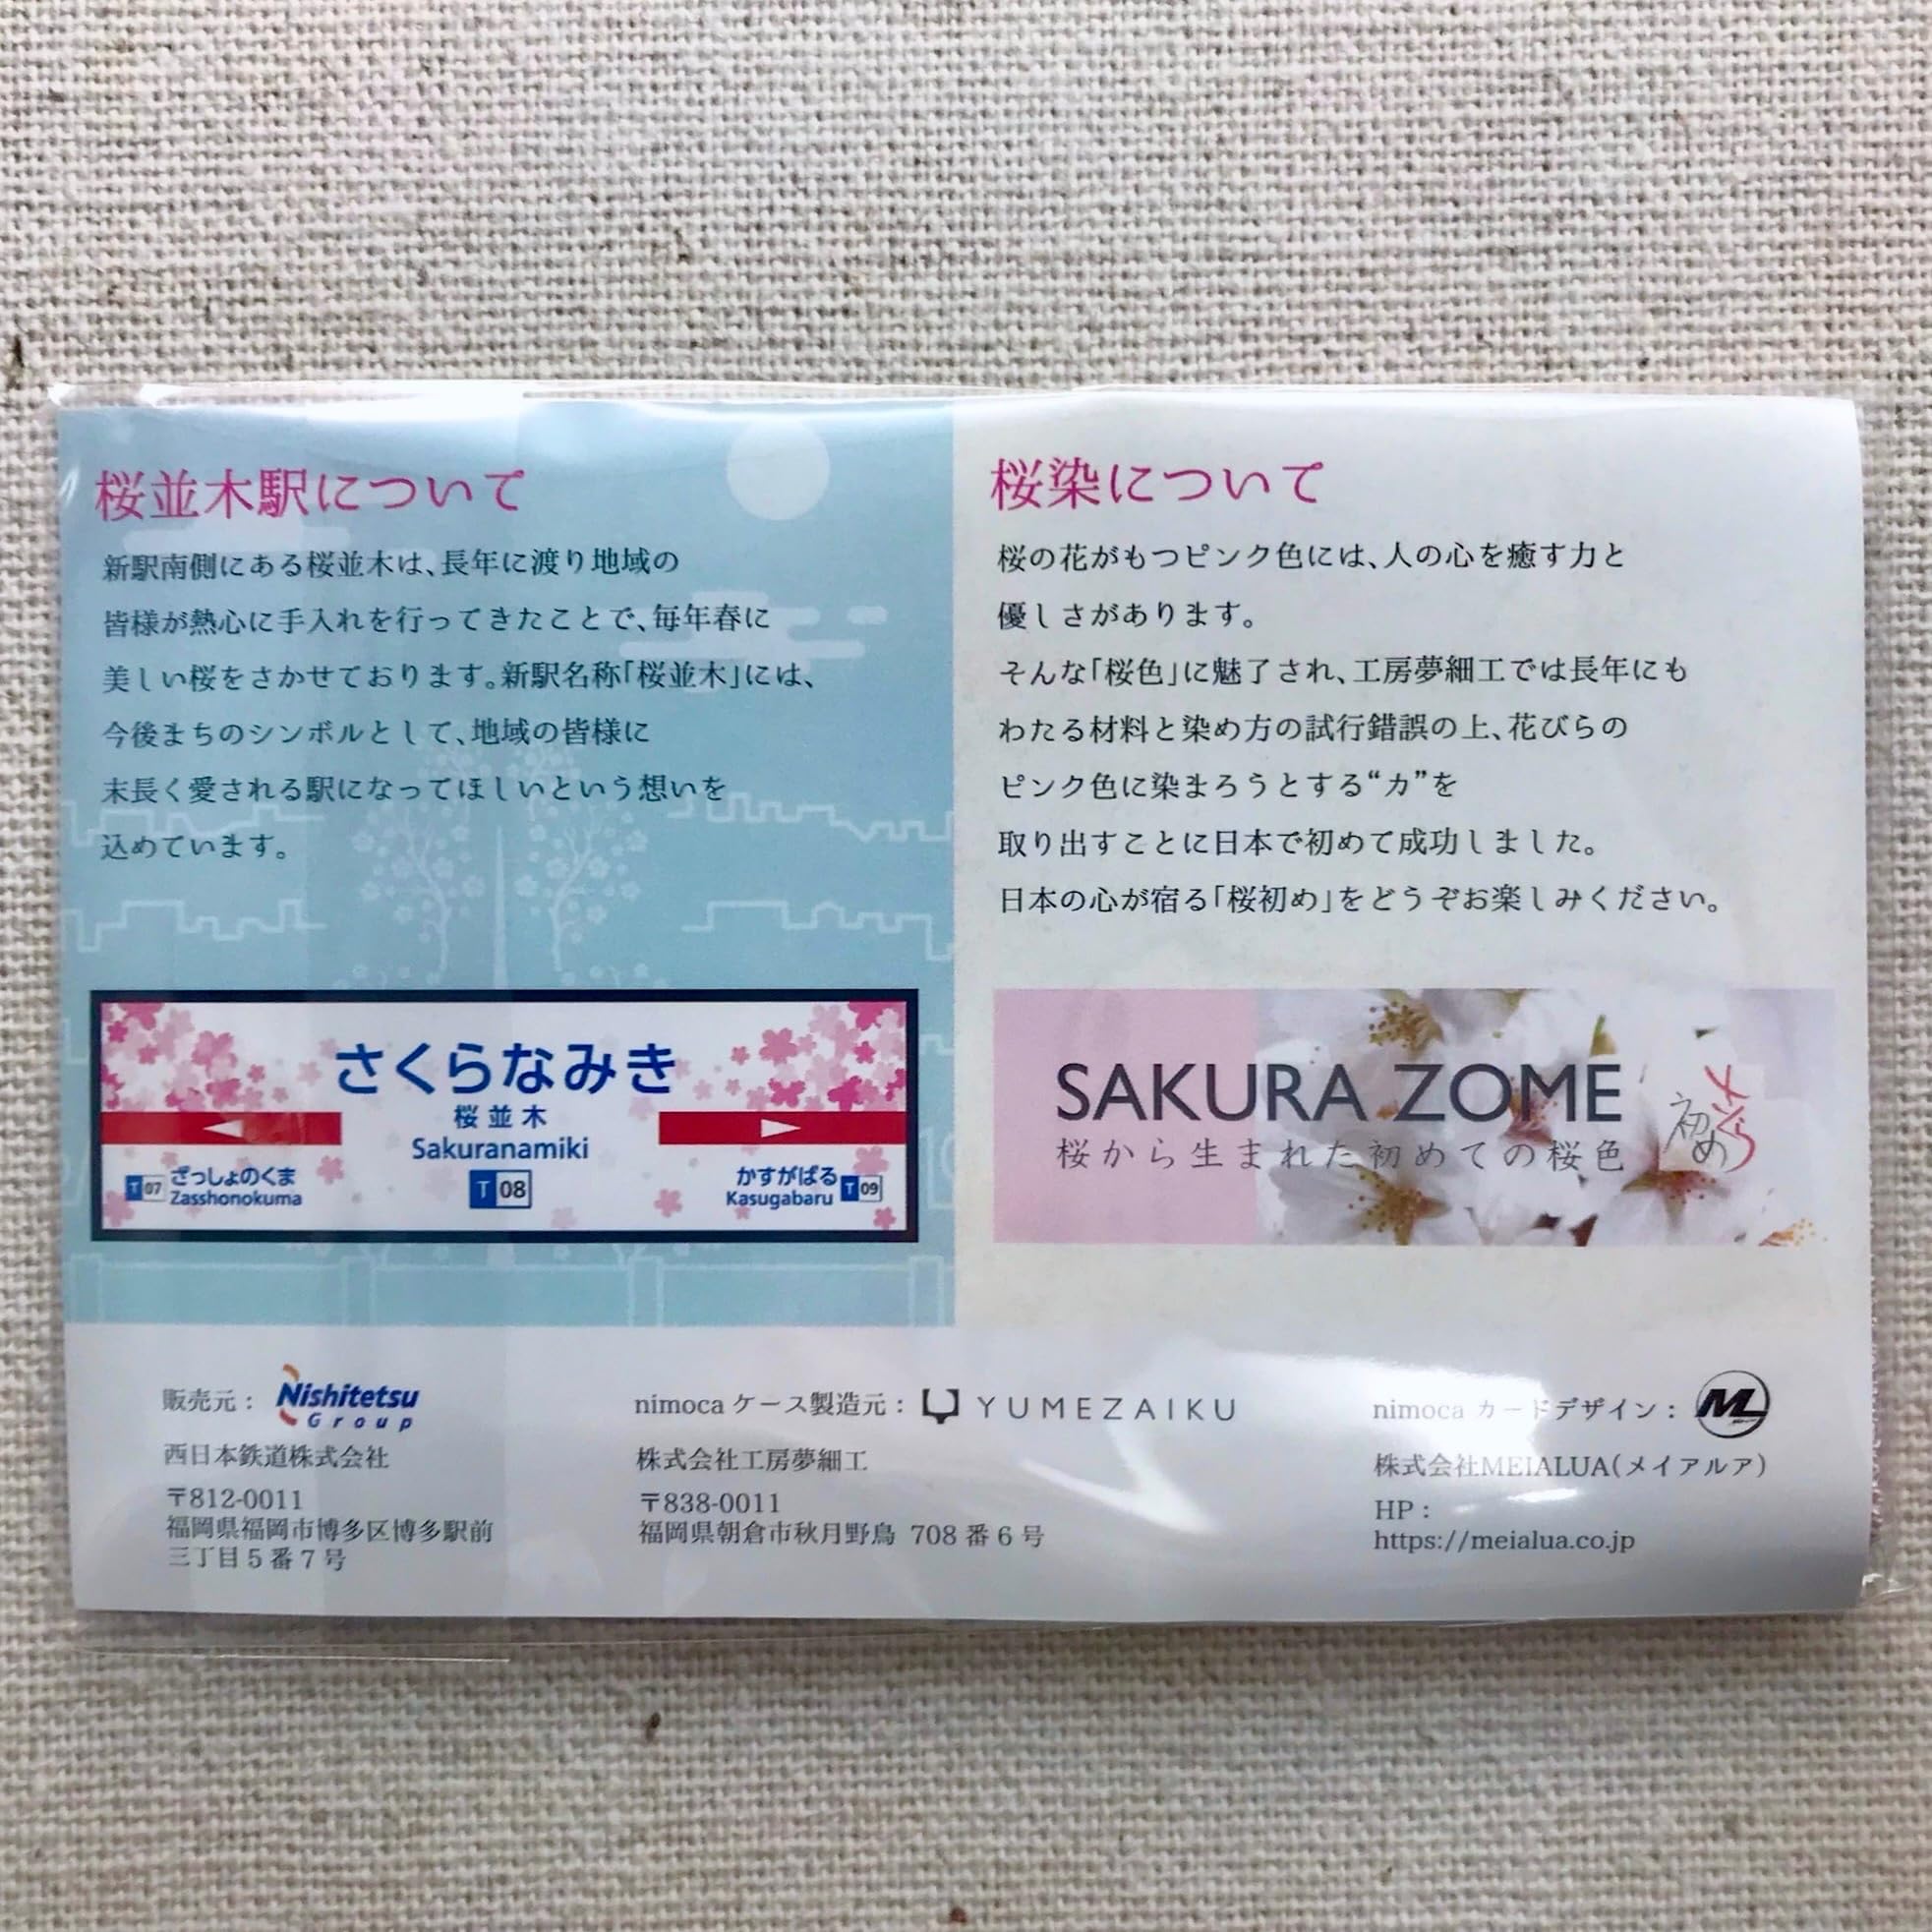 桜並木駅について
新駅南側にある桜並木は、長年に渡り地域の
皆様が熱心に手入れを行ってきたことで、毎年春に
美しい桜をさかせております。新駅名称「桜並木」には、
今後まちのシンボルとして、地域の皆様に
末長く愛される駅になってほしいという想いを
込めています。
さくらなみき
桜並木
Sakuranamiki
T 08
T 07 ざっしょのくま
Zasshonokuma
かすがばる T 09
Kasugabaru
桜染について
桜の花がもつピンク色には、人の心を癒す力と
優しさがあります。
そんな「桜色」に魅了され、工房夢細工では長年にも
わたる材料と染め方の試行錯誤の上、花びらの
ピンク色に染まろうとする“力”を
取り出すことに日本で初めて成功しました。
日本の心が宿る「桜初め」をどうぞお楽しみください。
SAKURA ZOME
桜から生まれた初めての桜色
さくら
初め
販売元： Nishitetsu
Group
西日本鉄道株式会社
〒812-0011
福岡県福岡市博多区博多駅前
三丁目5番7号
nimoca ケース製造元： YUMEZAIKU
株式会社工房夢細工
〒838-0011
福岡県朝倉市秋月野鳥 708 番 6 号
nimoca カードデザイン： ML
株式会社MEIALUA(メイアルア)
HP：
https://meialua.co.jp